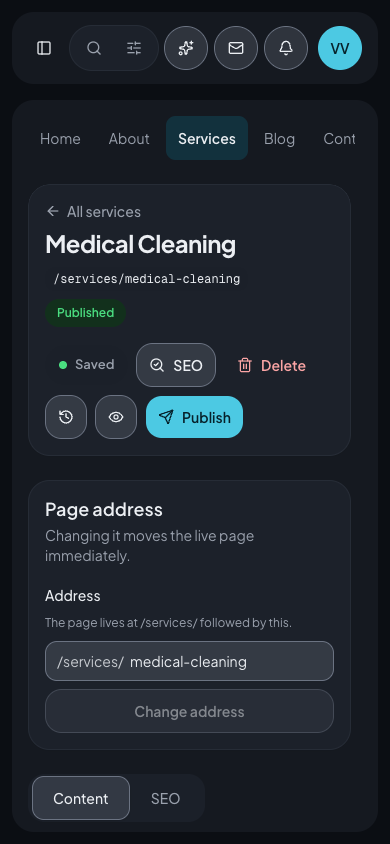 VV
Home About Services Blog Cont
All services
Medical Cleaning
/services/medical-cleaning
Published
Saved SEO Delete
Publish
Page address
Changing it moves the live page
immediately.
Address
The page lives at /services/ followed by this.
/services/ medical-cleaning
Change address
Content SEO